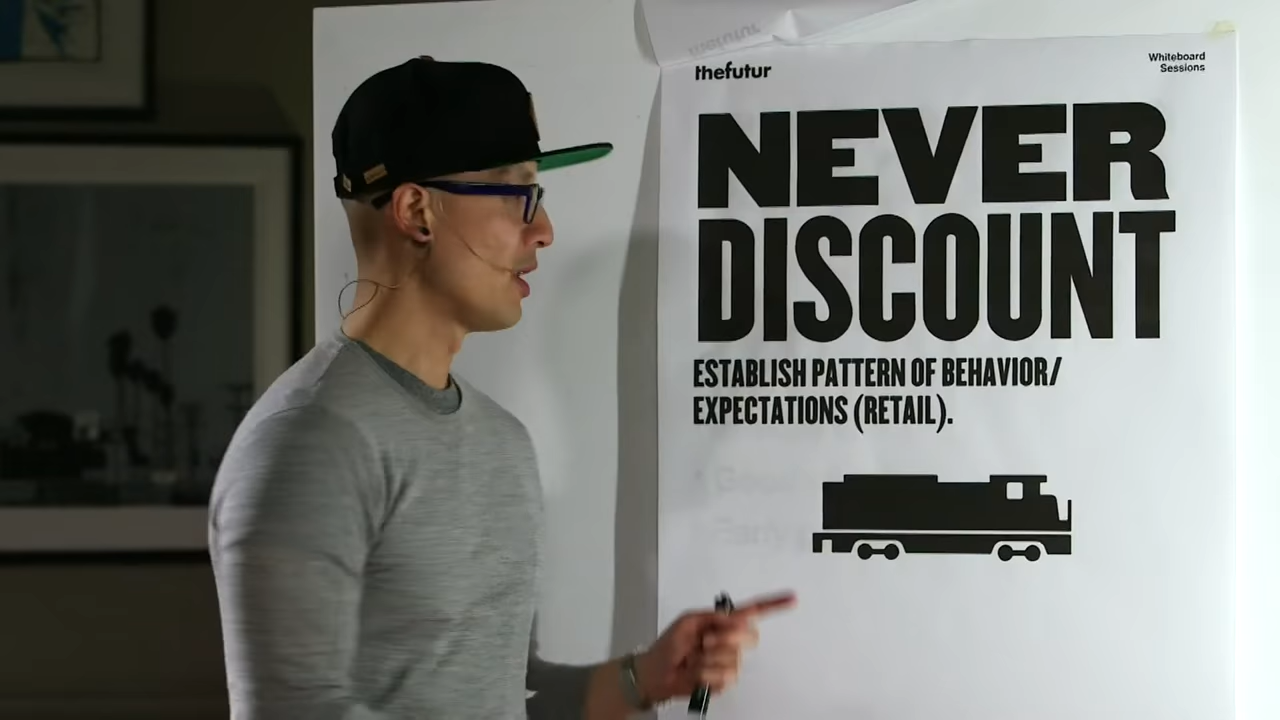 thefutur
Whiteboard
Sessions
NEVER
DISCOUNT
ESTABLISH PATTERN OF BEHAVIOR/
EXPECTATIONS (RETAIL).